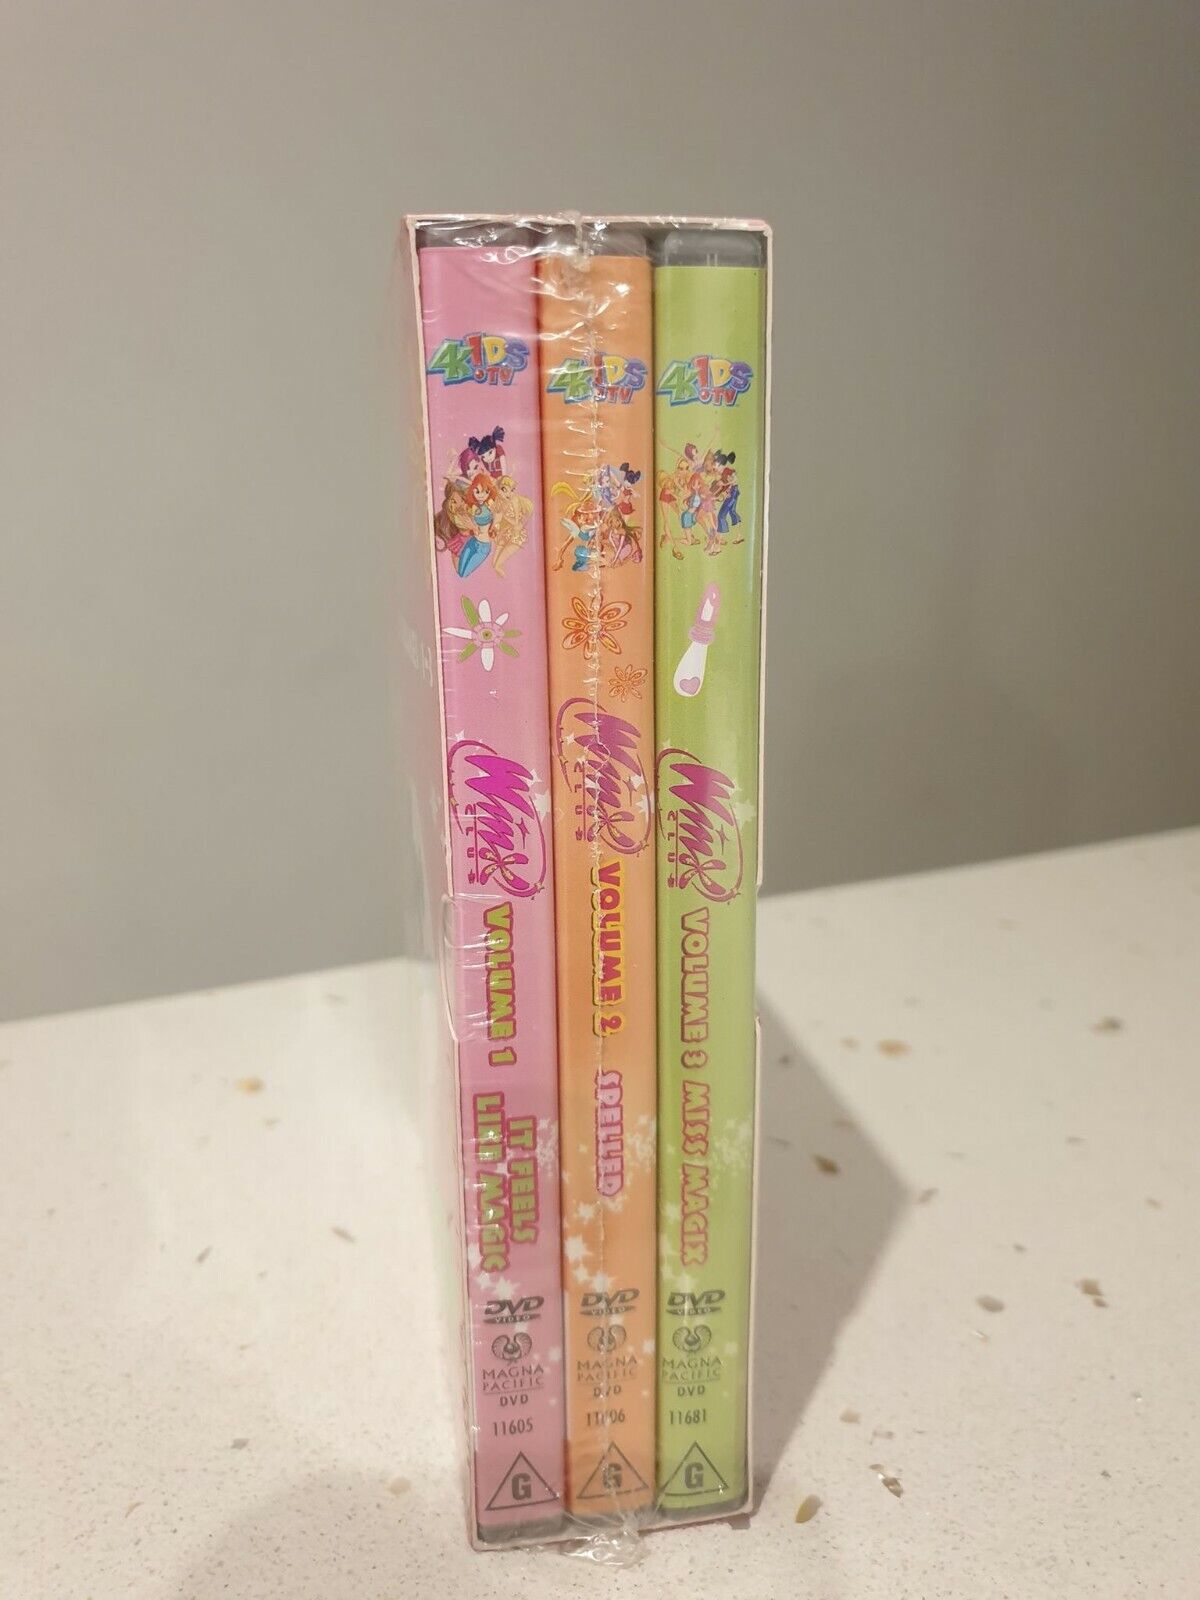 4KIDS.TV
Winx
CLUB
VOLUME 1
IT FEELS
LIKE MAGIC
DVD
VIDEO
MAGNA
PACIFIC
DVD
11605
G
4KIDS.TV
Winx
CLUB
VOLUME 2
SPELLED
DVD
VIDEO
MAGNA
PACIFIC
DVD
11606
G
4KIDS.TV
Winx
CLUB
VOLUME 3 MISS MAGIX
DVD
VIDEO
MAGNA
PACIFIC
DVD
11681
G